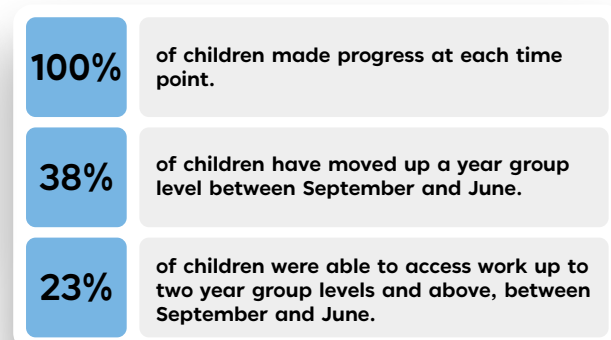 100%
of children made progress at each time
point.
38%
of children have moved up a year group
level between September and June.
23%
of children were able to access work up to
two year group levels and above, between
September and June.